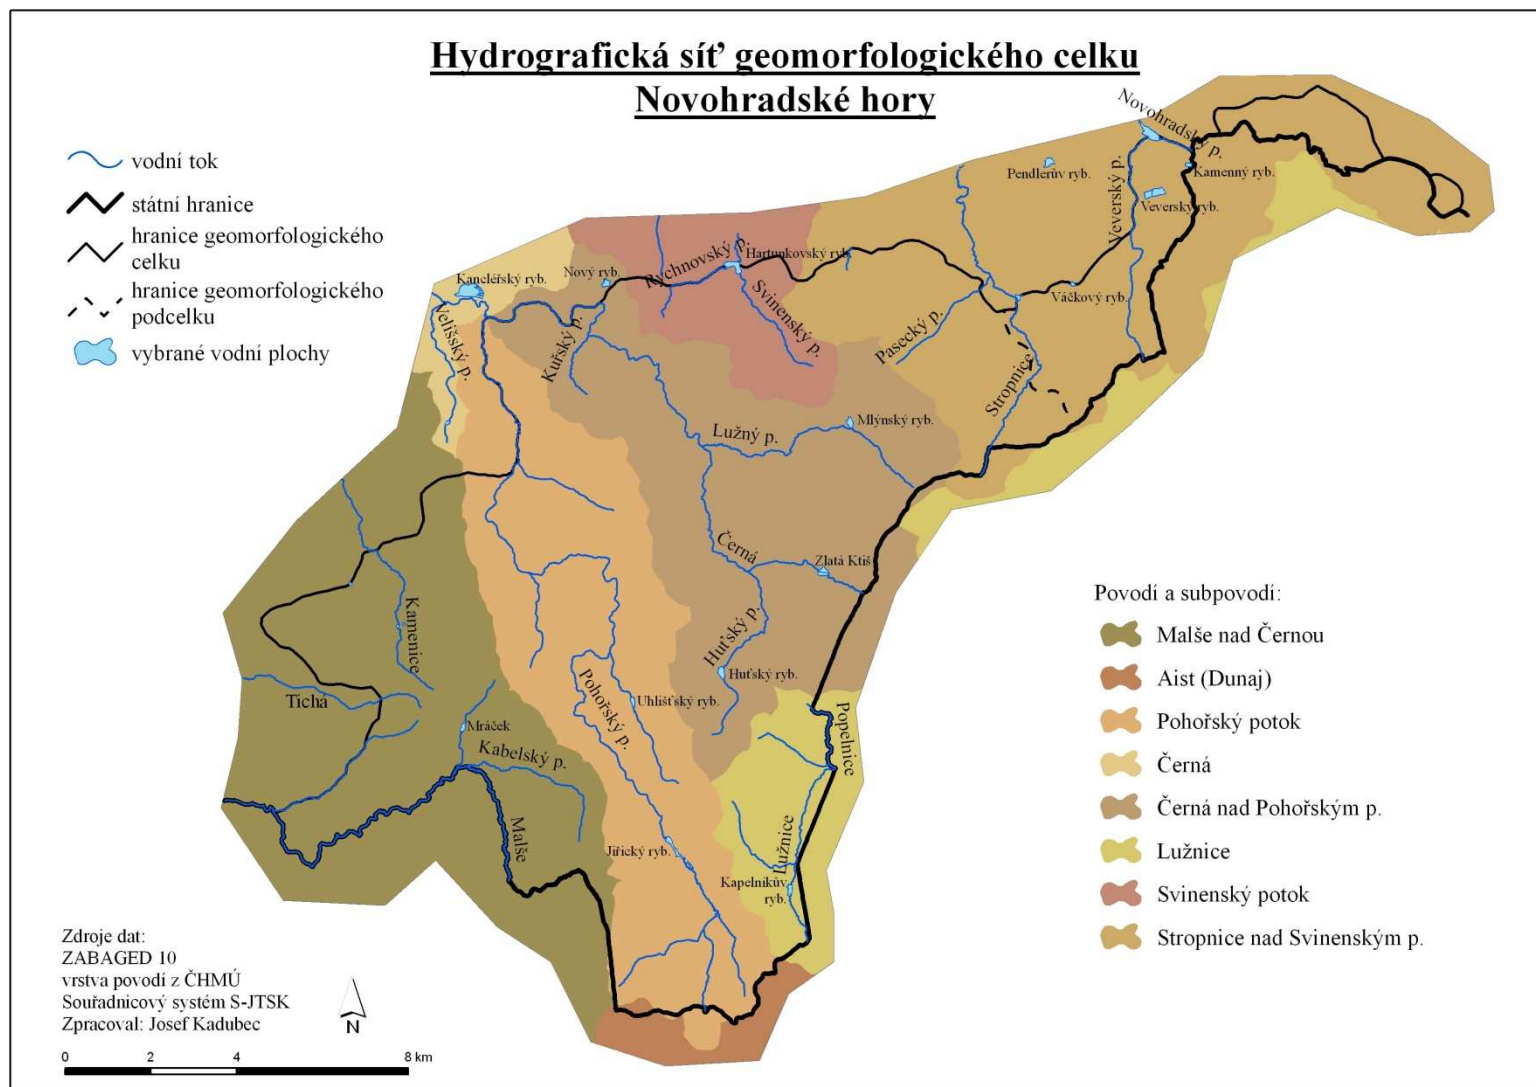 Hydrografická síť geomorfologického celku
Novohradské hory
vodní tok
státní hranice
hranice geomorfologického
celku
hranice geomorfologického
podcelku
vybrané vodní plochy
Novohradský p.
Kamenný ryb.
Pendlerův ryb.
Veverský p.
Veverský ryb.
Rychnovský p.
Hartunkovský ryb.
Nový ryb.
Kancléřský ryb.
Svinenský p.
Váčkový ryb.
Velíšský p.
Kuřský p.
Pasecký p.
Stropnice
Lužný p.
Mlýnský ryb.
Černá
Zlatá Ktiš
Kamenice
Huťský p.
Huťský ryb.
Tichá
Pohořský p.
Uhlišťský ryb.
Popelnice
Mráček
Kabelský p.
Malše
Jiřický ryb.
Lužnice
Kapelníkův
ryb.
Povodí a subpovodí:
Malše nad Černou
Aist (Dunaj)
Pohořský potok
Černá
Černá nad Pohořským p.
Lužnice
Svinenský potok
Stropnice nad Svinenským p.
Zdroje dat:
ZABAGED 10
vrstva povodí z ČHMÚ
Souřadnicový systém S-JTSK
Zpracoval: Josef Kadubec
N
0 2 4 8 km